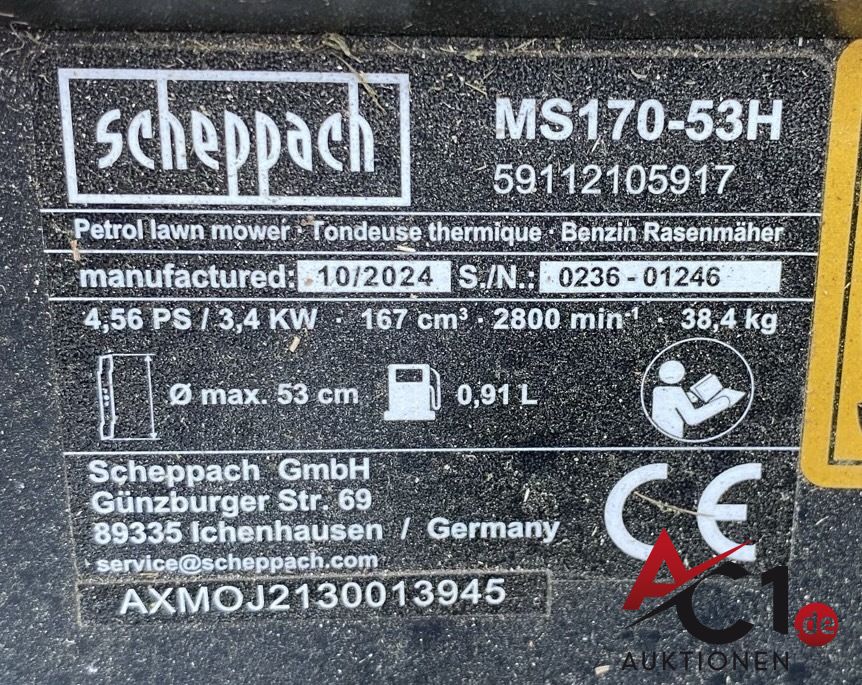 scheppach
MS170-53H
59112105917
Petrol lawn mower · Tondeuse thermique · Benzin Rasenmäher
manufactured: 10/2024 S./N.: 0236 - 01246
4,56 PS / 3,4 KW · 167 cm³ · 2800 min⁻¹ · 38,4 kg
Ø max. 53 cm 0,91 L
Scheppach GmbH
Günzburger Str. 69
89335 Ichenhausen / Germany
service@scheppach.com
CE
AXMOJ2130013945
AC1.de
AUKTIONEN